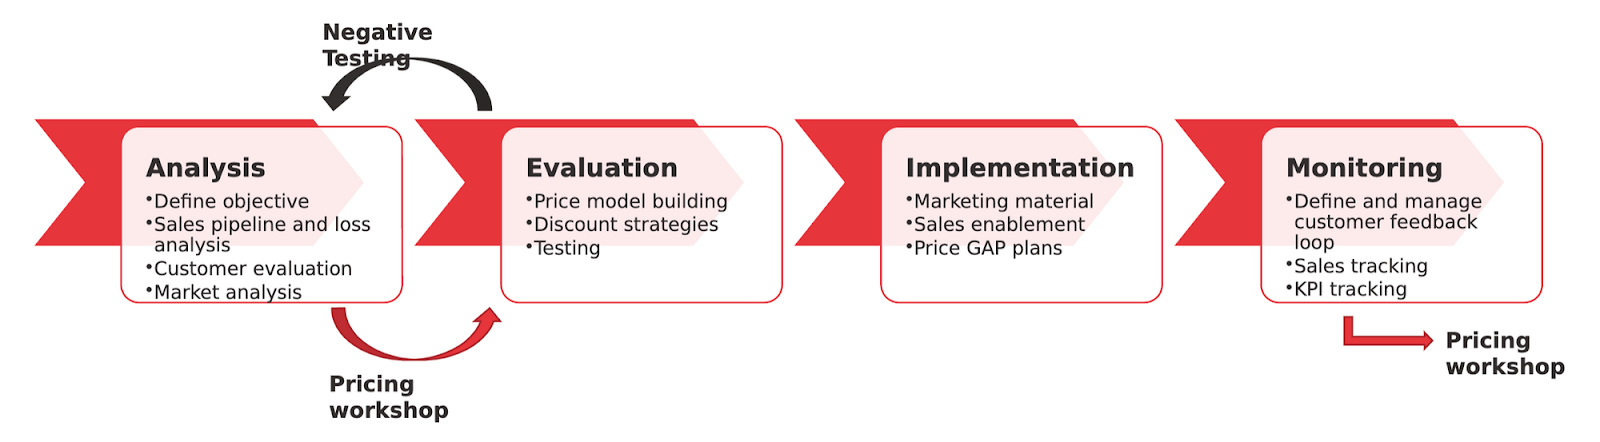 Negative
Testing
Analysis
•Define objective
•Sales pipeline and loss
analysis
•Customer evaluation
•Market analysis
Evaluation
•Price model building
•Discount strategies
•Testing
Implementation
•Marketing material
•Sales enablement
•Price GAP plans
Monitoring
•Define and manage
customer feedback
loop
•Sales tracking
•KPI tracking
Pricing
workshop
Pricing
workshop